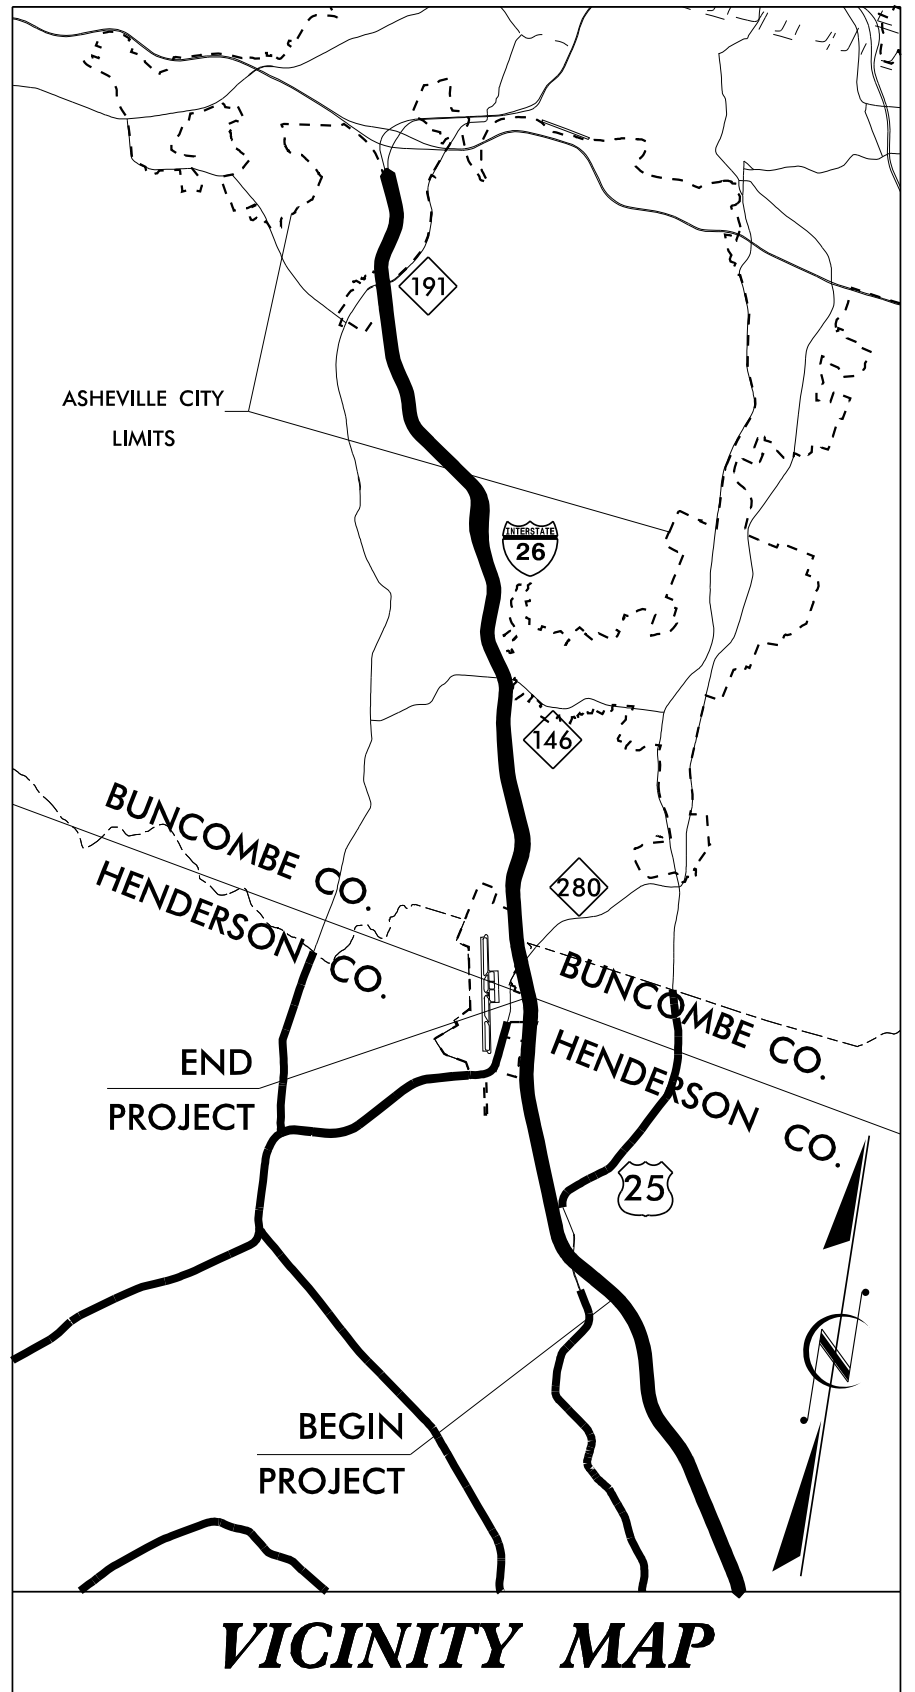 191
ASHEVILLE CITY
LIMITS
INTERSTATE
26
146
BUNCOMBE CO.
HENDERSON CO.
280
BUNCOMBE CO.
HENDERSON CO.
END
PROJECT
25
N
BEGIN
PROJECT
VICINITY MAP